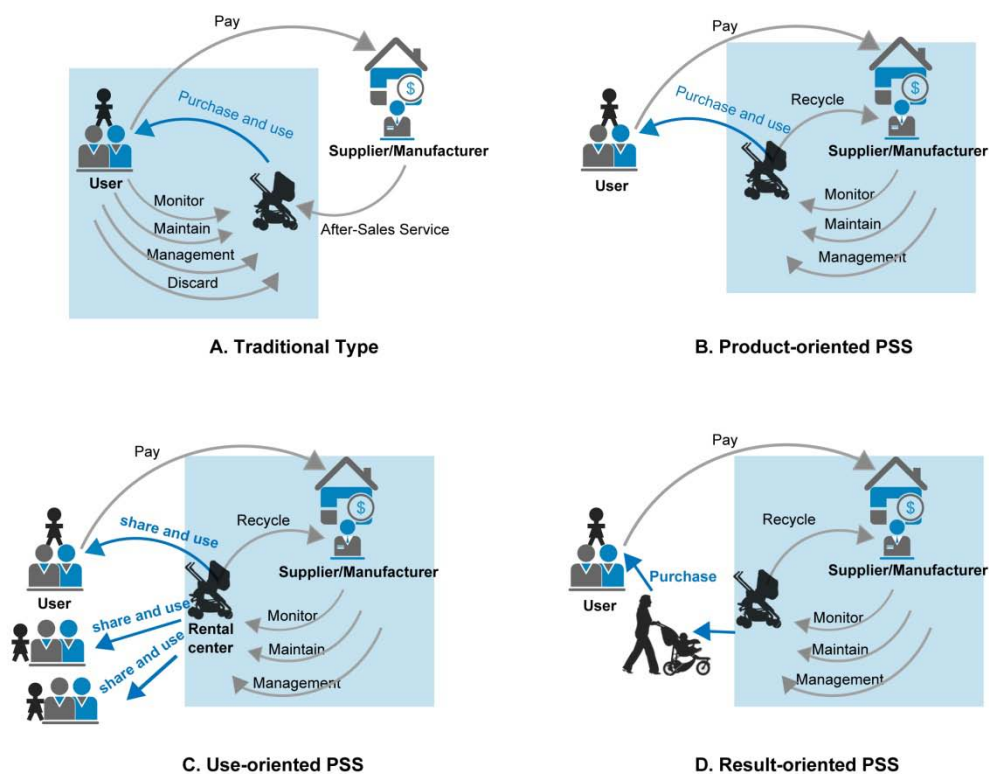 Pay
Purchase and use
$
Supplier/Manufacturer
User
Monitor
Maintain
After-Sales Service
Management
Discard
A. Traditional Type
Pay
$
Recycle
Purchase and use
Supplier/Manufacturer
User
Monitor
Maintain
Management
B. Product-oriented PSS
Pay
$
share and use
Recycle
Supplier/Manufacturer
User
share and use
Rental
center
Monitor
share and use
Maintain
Management
C. Use-oriented PSS
Pay
$
Recycle
Supplier/Manufacturer
Purchase
User
Monitor
Maintain
Management
D. Result-oriented PSS